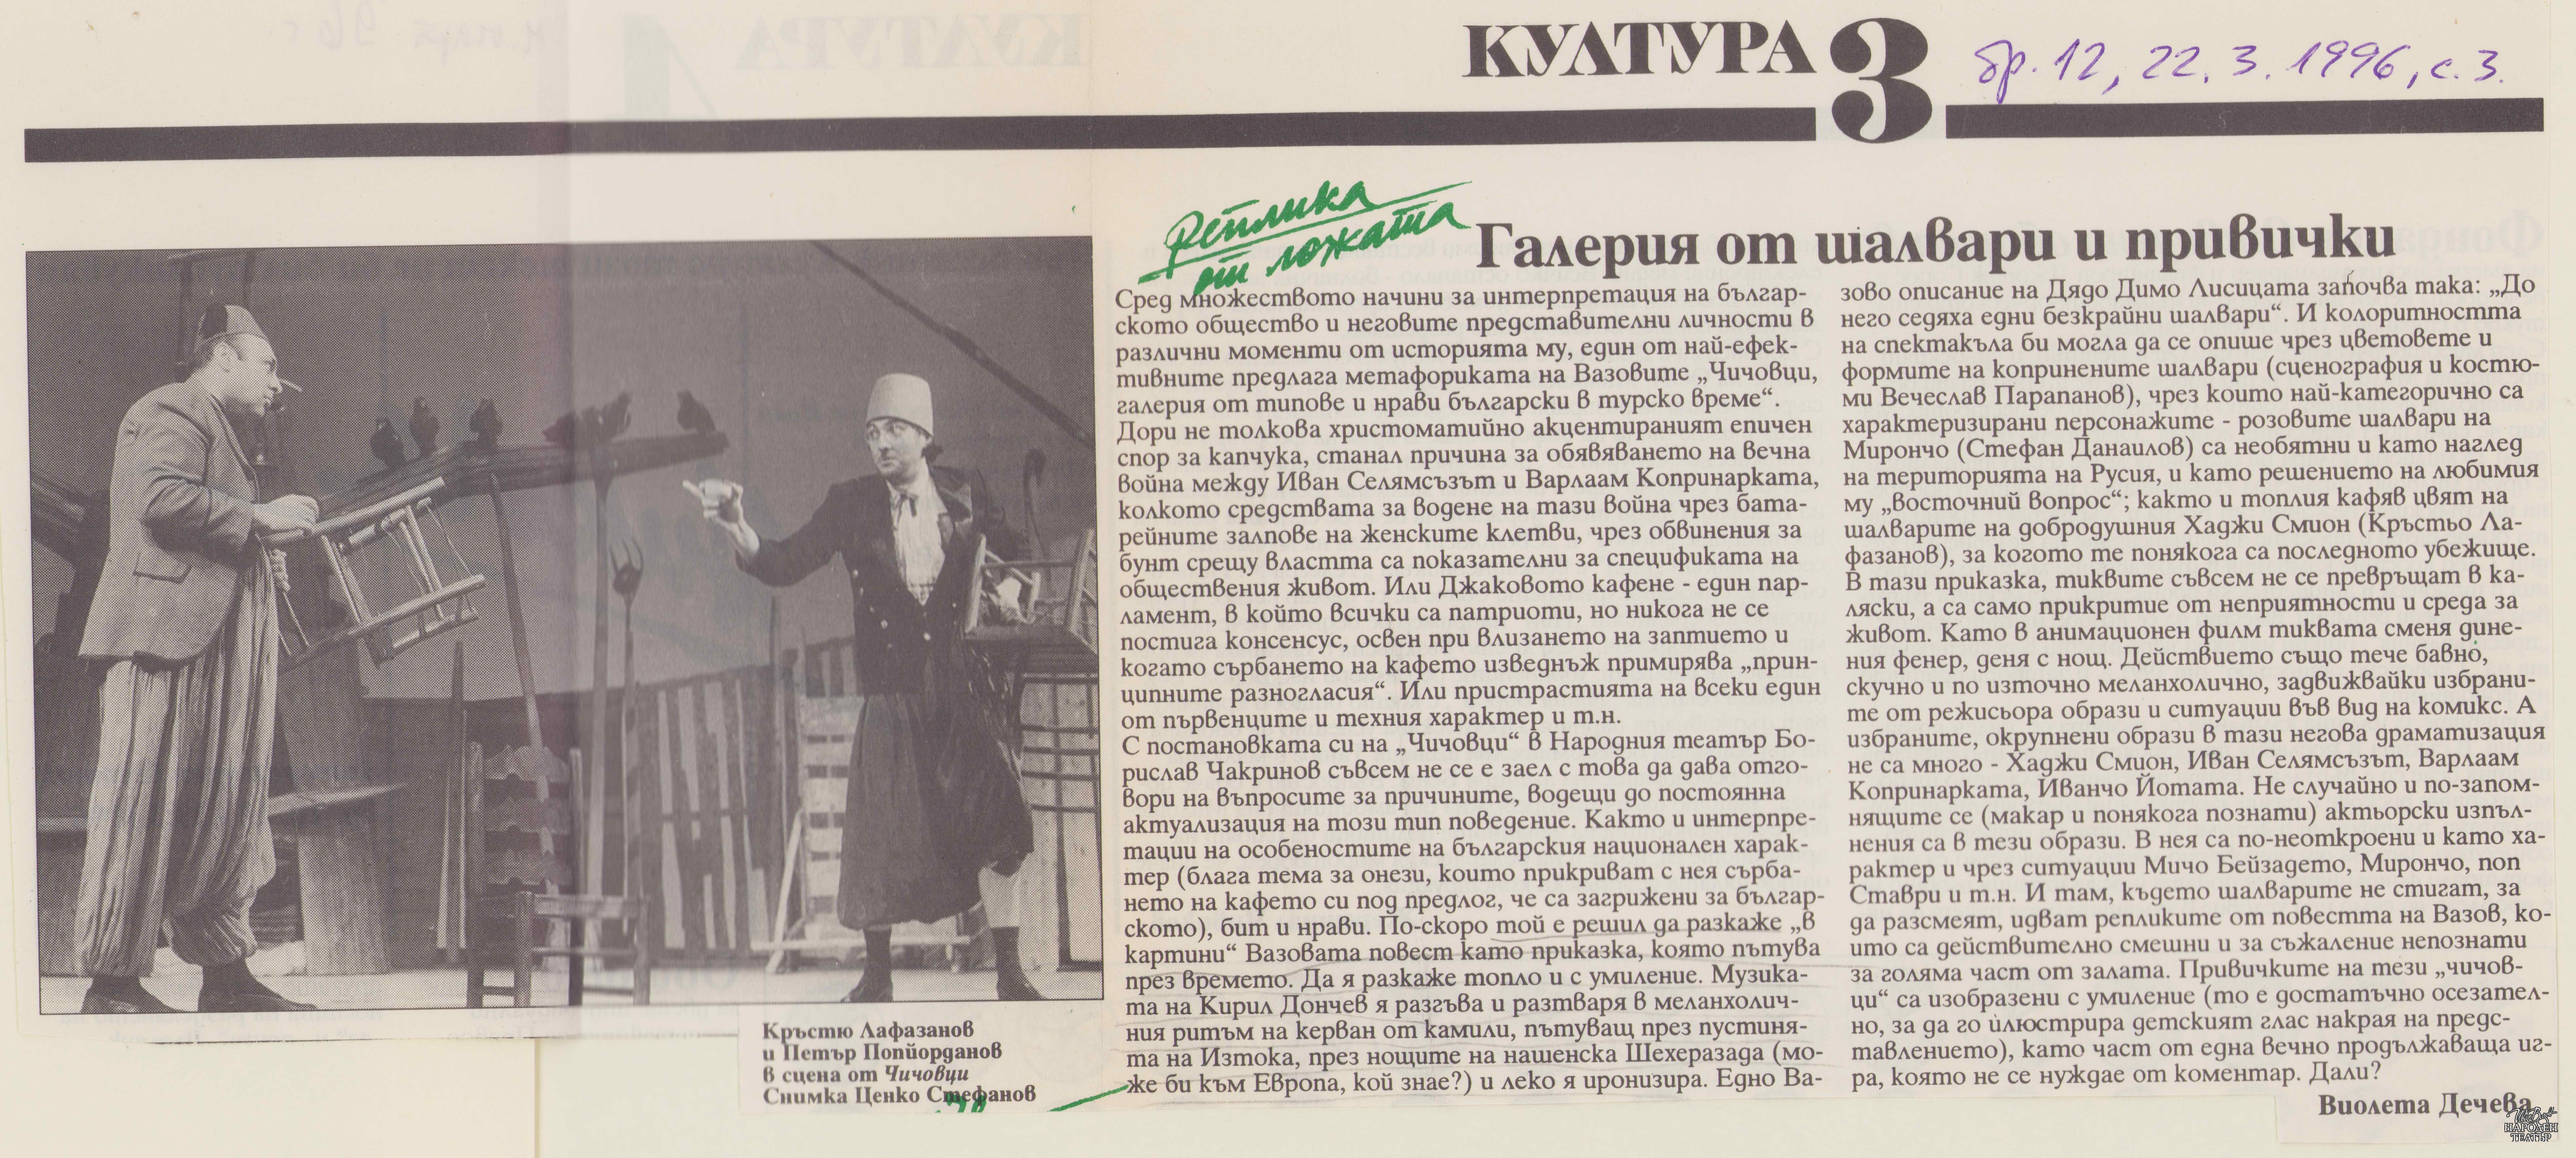 КУЛТУРА 3
бр. 12, 22. 3. 1996, с. 3.
Реплика
от ложата
Галерия от шалвари и привички
Сред множеството начини за интерпретация на българ-
ското общество и неговите представителни личности в
различни моменти от историята му, един от най-ефек-
тивните предлага метафориката на Вазовите „Чичовци,
галерия от типове и нрави български в турско време“.
Дори не толкова христоматийно акцентираният епичен
спор за капчука, станал причина за обявяването на вечна
война между Иван Селямсъзът и Варлаам Копринарката,
колкото средствата за водене на тази война чрез бата-
рейните залпове на женските клетви, чрез обвинения за
бунт срещу властта са показателни за спецификата на
обществения живот. Или Джаковото кафене - един пар-
ламент, в който всички са патриоти, но никога не се
постига консенсус, освен при влизането на заптието и
когато сърбането на кафето изведнъж примирява „прин-
ципните разногласия“. Или пристрастията на всеки един
от първенците и техния характер и т.н.
С постановката си на „Чичовци“ в Народния театър Бо-
рислав Чакринов съвсем не се е заел с това да дава отго-
вори на въпросите за причините, водещи до постоянна
актуализация на този тип поведение. Както и интерпре-
тации на особеностите на българския национален харак-
тер (блага тема за онези, които прикриват с нея сърба-
нето на кафето си под предлог, че са загрижени за българ-
ското), бит и нрави. По-скоро той е решил да разкаже „в
картини“ Вазовата повест като приказка, която пътува
през времето. Да я разкаже топло и с умиление. Музика-
та на Кирил Дончев я разгъва и разтваря в меланхолич-
ния ритъм на керван от камили, пътуващ през пустиня-
та на Изтока, през нощите на нашенска Шехеразада (мо-
же би към Европа, кой знае?) и леко я иронизира. Едно Ва-
зово описание на Дядо Димо Лисицата започва така: „До
него седяха едни безкрайни шалвари“. И колоритността
на спектакъла би могла да се опише чрез цветовете и
формите на копринените шалвари (сценография и костю-
ми Вечеслав Парапанов), чрез които най-категорично са
характеризирани персонажите - розовите шалвари на
Мирончо (Стефан Данаилов) са необятни и като наглед
на територията на Русия, и като решението на любимия
му „восточний вопрос“; както и топлия кафяв цвят на
шалварите на добродушния Хаджи Смион (Кръстьо Ла-
фазанов), за когото те понякога са последното убежище.
В тази приказка, тиквите съвсем не се превръщат в ка-
ляски, а са само прикритие от неприятности и среда за
живот. Като в анимационен филм тиквата сменя дине-
ния фенер, деня с нощ. Действието също тече бавно,
скучно и по източно меланхолично, задвижвайки избрани-
те от режисьора образи и ситуации във вид на комикс. А
избраните, окрупнени образи в тази негова драматизация
не са много - Хаджи Смион, Иван Селямсъзът, Варлаам
Копринарката, Иванчо Йотата. Не случайно и по-запом-
нящите се (макар и понякога познати) актьорски изпъл-
нения са в тези образи. В нея са по-неоткроени и като ха-
рактер и чрез ситуации Мичо Бейзадето, Мирончо, поп
Ставри и т.н. И там, където шалварите не стигат, за
да разсмеят, идват репликите от повестта на Вазов, ко-
ито са действително смешни и за съжаление непознати
за голяма част от залата. Привичките на тези „чичов-
ци“ са изобразени с умиление (то е достатъчно осезател-
но, за да го илюстрира детският глас накрая на предс-
тавлението), като част от една вечно продължаваща иг-
ра, която не се нуждае от коментар. Дали?
Виолета Дечева
Кръстю Лафазанов
и Петър Попйорданов
в сцена от Чичовци
Снимка Ценко Стефанов
НАРОДЕН
ТЕАТЪР